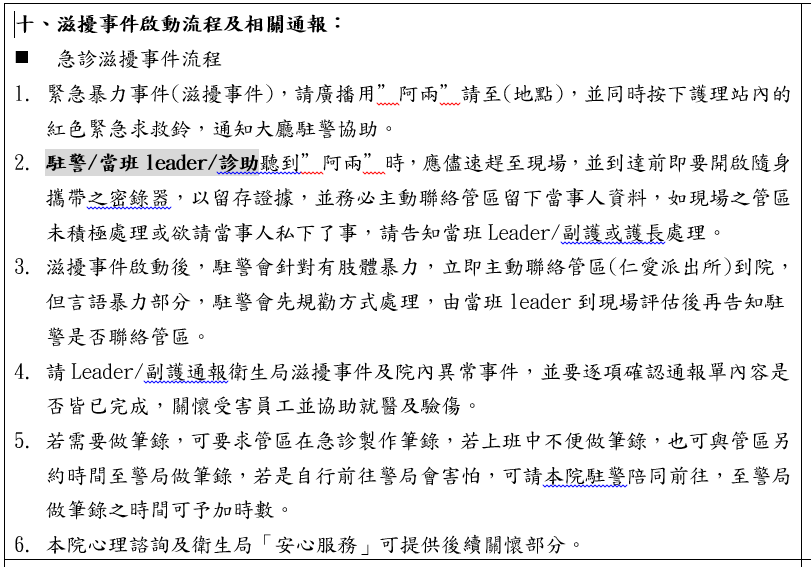 十、滋擾事件啟動流程及相關通報：
■ 急診滋擾事件流程
1. 緊急暴力事件(滋擾事件)，請廣播用”阿雨”請至(地點)，並同時按下護理站內的
紅色緊急求救鈴，通知大廳駐警協助。
2. 駐警/當班 leader/診助聽到”阿雨”時，應儘速趕至現場，並到達前即要開啟隨身
攜帶之密錄器，以留存證據，並務必主動聯絡管區留下當事人資料，如現場之管區
未積極處理或欲請當事人私下了事，請告知當班 Leader/副護或護長處理。
3. 滋擾事件啟動後，駐警會針對有肢體暴力，立即主動聯絡管區(仁愛派出所)到院，
但言語暴力部分，駐警會先規勸方式處理，由當班 leader 到現場評估後再告知駐
警是否聯絡管區。
4. 請 Leader/副護通報衛生局滋擾事件及院內異常事件，並要逐項確認通報單內容是
否皆已完成，關懷受害員工並協助就醫及驗傷。
5. 若需要做筆錄，可要求管區在急診製作筆錄，若上班中不便做筆錄，也可與管區另
約時間至警局做筆錄，若是自行前往警局會害怕，可請本院駐警陪同前往，至警局
做筆錄之時間可予加時數。
6. 本院心理諮詢及衛生局「安心服務」可提供後續關懷部分。